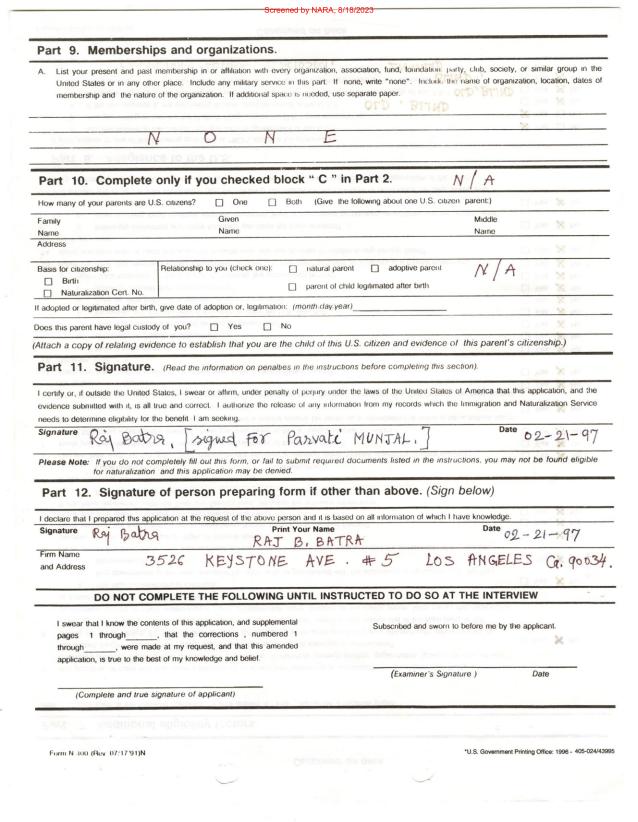 Screened by NARA, 8/18/2023
Part 9. Memberships and organizations.
A. List your present and past membership in or affiliation with every organization, association, fund, foundation, party, club, society, or similar group in the
United States or in any other place. Include any military service in this part. If none, write "none". Include the name of organization, location, dates of
membership and the nature of the organization. If additional space is needed, use separate paper.
N O N E
Part 10. Complete only if you checked block " C " in Part 2. N/A
How many of your parents are U.S. citizens? One Both (Give the following about one U.S. citizen parent:)
Family Given Middle
Name Name Name
Address
Basis for citizenship: Relationship to you (check one): natural parent adoptive parent N/A
Birth parent of child legitimated after birth
Naturalization Cert. No.
If adopted or legitimated after birth, give date of adoption or, legitimation: (month day year)
Does this parent have legal custody of you? Yes No
(Attach a copy of relating evidence to establish that you are the child of this U.S. citizen and evidence of this parent's citizenship.)
Part 11. Signature. (Read the information on penalties in the instructions before completing this section).
I certify or, if outside the United States, I swear or affirm, under penalty of perjury under the laws of the United States of America that this application, and the
evidence submitted with it, is all true and correct. I authorize the release of any information from my records which the Immigration and Naturalization Service
needs to determine eligibility for the benefit I am seeking.
Signature Raj Batra, [signed FOR Parvati MUNJAL.] Date 02-21-97
Please Note: If you do not completely fill out this form, or fail to submit required documents listed in the instructions, you may not be found eligible
for naturalization and this application may be denied.
Part 12. Signature of person preparing form if other than above. (Sign below)
I declare that I prepared this application at the request of the above person and it is based on all information of which I have knowledge.
Signature Raj Batra Print Your Name RAJ B. BATRA Date 02-21-97
Firm Name
and Address 3526 KEYSTONE AVE. #5 LOS ANGELES Ca. 90034.
DO NOT COMPLETE THE FOLLOWING UNTIL INSTRUCTED TO DO SO AT THE INTERVIEW
I swear that I know the contents of this application, and supplemental
pages 1 through______, that the corrections , numbered 1
through______, were made at my request, and that this amended
application, is true to the best of my knowledge and belief.
(Complete and true signature of applicant)
Subscribed and sworn to before me by the applicant.
(Examiner's Signature ) Date
Form N 400 (Rev. 07/17/91)N
*U.S. Government Printing Office: 1996 - 405-024/43995